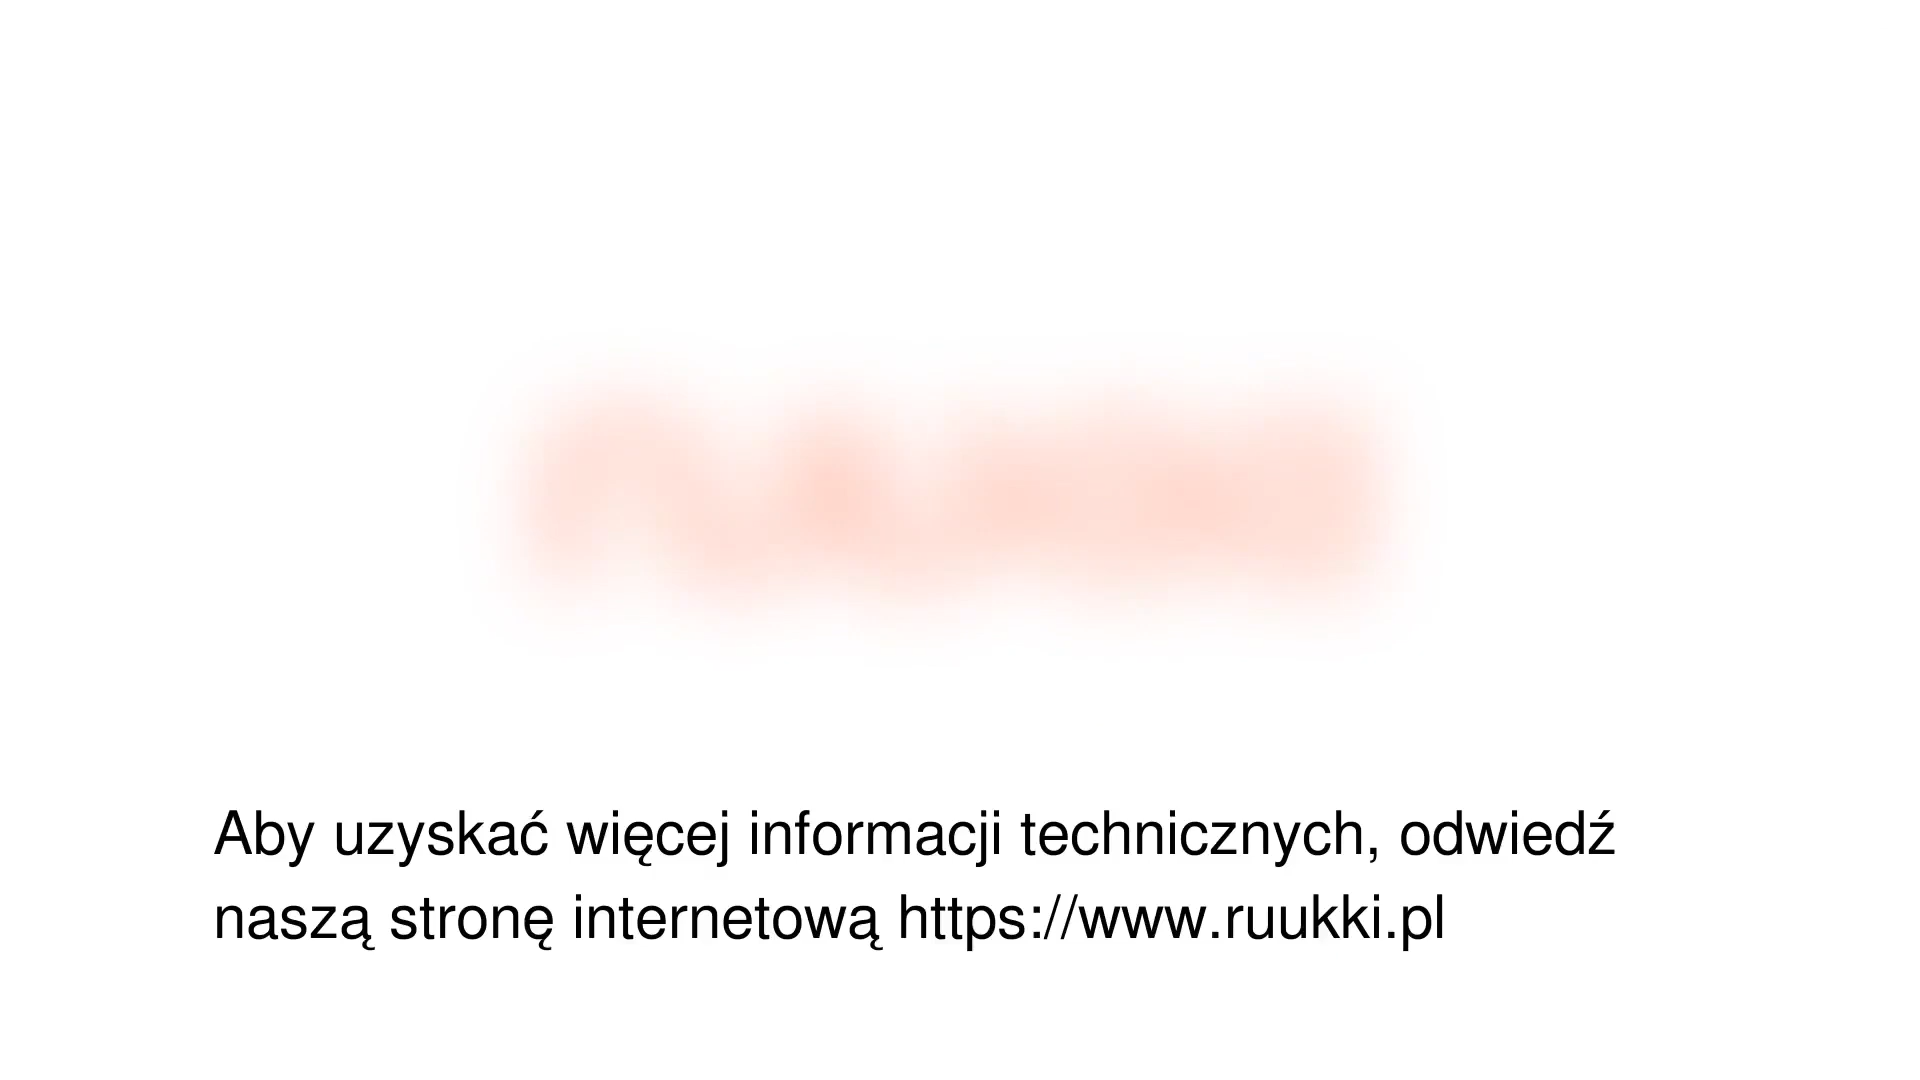 Aby uzyskać więcej informacji technicznych, odwiedź
naszą stronę internetową https://www.ruukki.pl